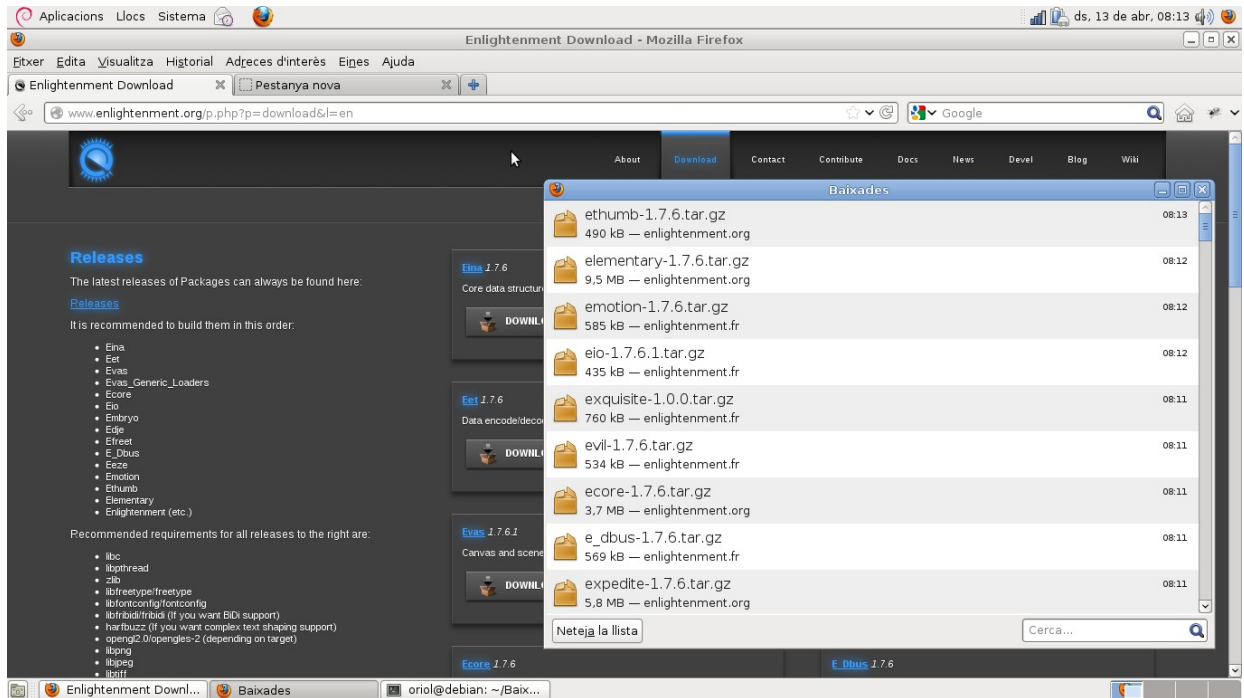 Aplicacions Llocs Sistema
ds, 13 de abr, 08:13
Enlightenment Download - Mozilla Firefox
Fitxer Edita Visualitza Historial Adreces d'interès Eines Ajuda
Enlightenment Download
Pestanya nova
www.enlightenment.org/p.php?p=download&l=en
Google
About Download Contact Contribute Docs News Devel Blog Wiki
Releases
The latest releases of Packages can always be found here:
Releases
It is recommended to build them in this order:
• Eina
• Eet
• Evas
• Evas_Generic_Loaders
• Ecore
• Eio
• Embryo
• Edje
• Efreet
• E_Dbus
• Eeze
• Emotion
• Ethumb
• Elementary
• Enlightenment (etc.)
Recommended requirements for all releases to the right are:
• libc
• libpthread
• zlib
• libfreetype/freetype
• libfontconfig/fontconfig
• libfribidi/fribidi (If you want BiDi support)
• harfbuzz (If you want complex text shaping support)
• opengl2.0/opengles-2 (depending on target)
• libpng
• libjpeg
• libtiff
Eina 1.7.6
Core data structur
DOWNL
Eet 1.7.6
Data encode/deco
DOWNL
Evas 1.7.6.1
Canvas and scene
DOWNL
Ecore 1.7.6
E_Dbus 1.7.6
Baixades
ethumb-1.7.6.tar.gz 08:13
490 kB — enlightenment.org
elementary-1.7.6.tar.gz 08:12
9,5 MB — enlightenment.org
emotion-1.7.6.tar.gz 08:12
585 kB — enlightenment.fr
eio-1.7.6.1.tar.gz 08:12
435 kB — enlightenment.fr
exquisite-1.0.0.tar.gz 08:11
760 kB — enlightenment.fr
evil-1.7.6.tar.gz 08:11
534 kB — enlightenment.fr
ecore-1.7.6.tar.gz 08:11
3,7 MB — enlightenment.org
e_dbus-1.7.6.tar.gz 08:11
569 kB — enlightenment.fr
expedite-1.7.6.tar.gz 08:11
5,8 MB — enlightenment.org
Neteja la llista
Cerca...
Enlightenment Downl...
Baixades
oriol@debian: ~/Baix...